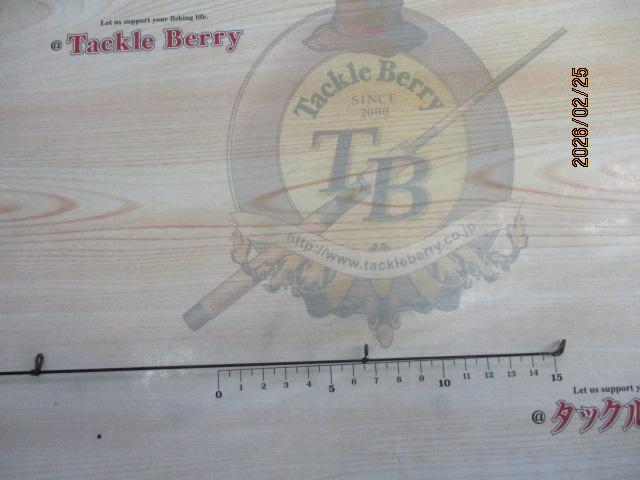 Let us support your fishing life.
@ Tackle Berry
Tackle Berry
SINCE
2000
TB
http://www.tackleberry.co.jp
2026/02/25
0 1 2 3 4 5 6 7 8 9 10 11 12 13 14 15
Let us support y
@ タックル